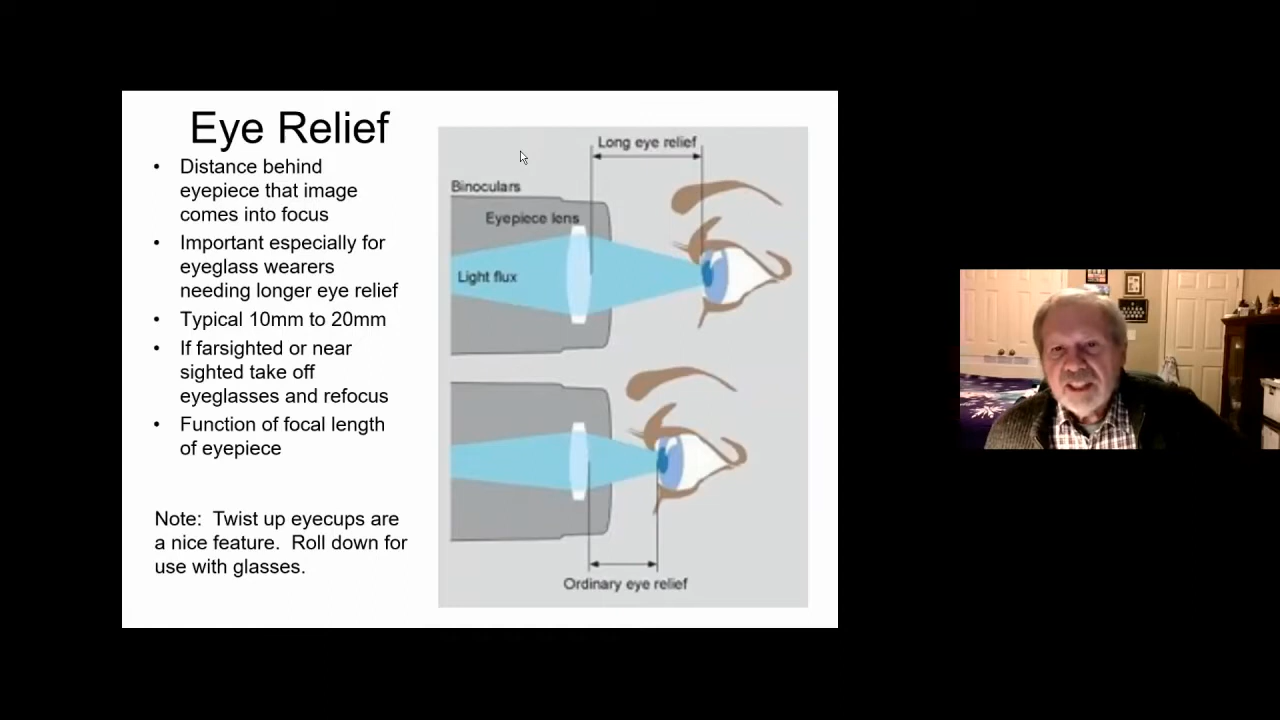 Eye Relief
• Distance behind
eyepiece that image
comes into focus
• Important especially for
eyeglass wearers
needing longer eye relief
• Typical 10mm to 20mm
• If farsighted or near
sighted take off
eyeglasses and refocus
• Function of focal length
of eyepiece
Note:  Twist up eyecups are
a nice feature.  Roll down for
use with glasses.
Long eye relief
Binoculars
Eyepiece lens
Light flux
Ordinary eye relief